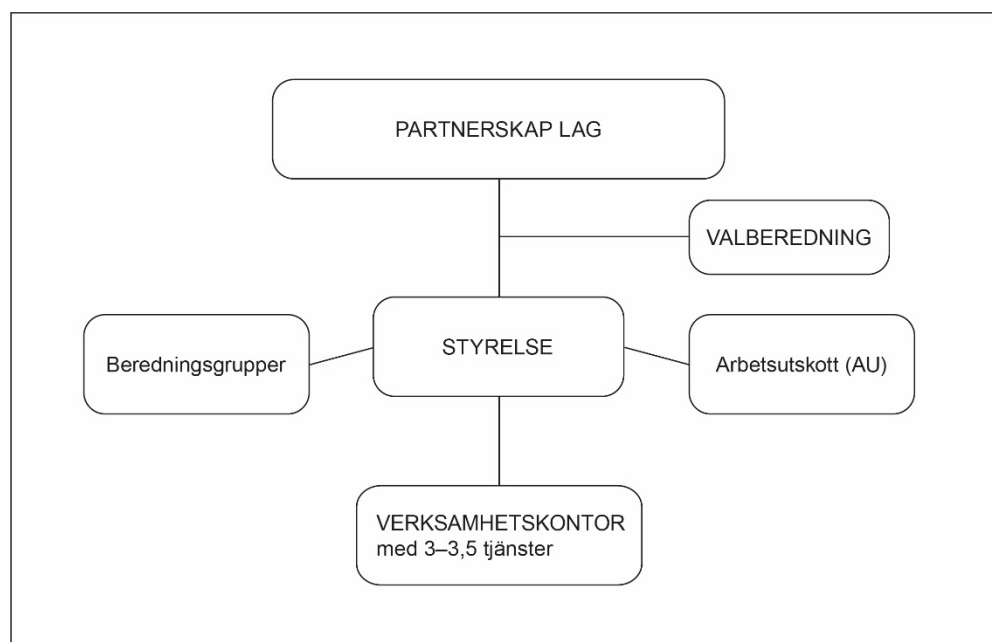 PARTNERSKAP LAG
VALBEREDNING
Beredningsgrupper
STYRELSE
Arbetsutskott (AU)
VERKSAMHETSKONTOR
med 3–3,5 tjänster